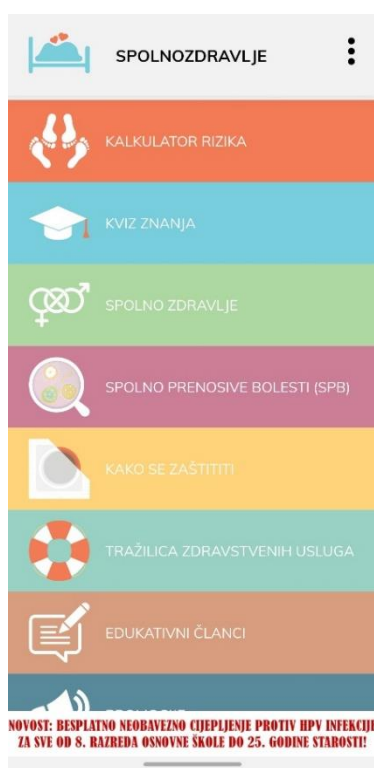 SPOLNOZDRAVLJE
KALKULATOR RIZIKA
KVIZ ZNANJA
SPOLNO ZDRAVLJE
SPOLNO PRENOSIVE BOLESTI (SPB)
KAKO SE ZAŠTITITI
TRAŽILICA ZDRAVSTVENIH USLUGA
EDUKATIVNI ČLANCI
NOVOST: BESPLATNO NEOBAVEZNO CIJEPLJENJE PROTIV HPV INFEKCIJE
ZA SVE OD 8. RAZREDA OSNOVNE ŠKOLE DO 25. GODINE STAROSTI!